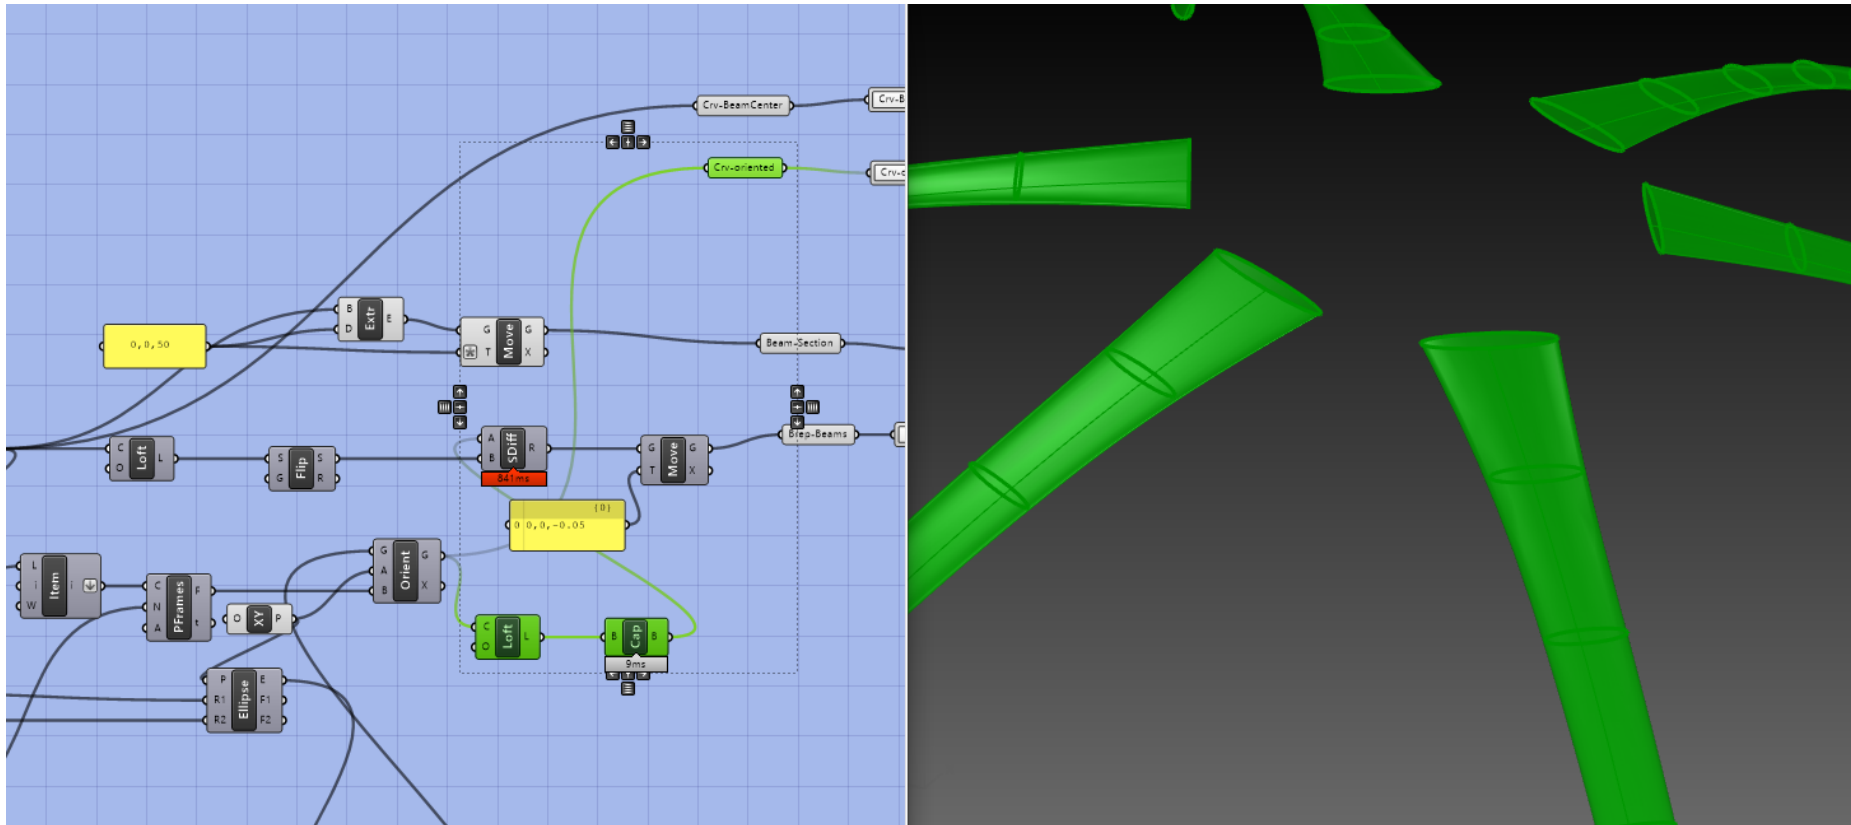 Crv-BeamCenter
Crv-B
Crv-oriented
Crv-c
0,0,50
B
D
Extr
E
G
T
Move
G
X
Beam-Section
C
O
Loft
L
S
G
Flip
S
R
A
B
SDiff
R
841ms
G
T
Move
G
X
Brep-Beams
{0}
0 0,0,-0.05
L
i
W
Item
i
C
N
A
PFrames
F
t
O
XY
P
G
A
B
Orient
G
X
C
O
Loft
L
B
Cap
B
9ms
P
R1
R2
Ellipse
E
F1
F2